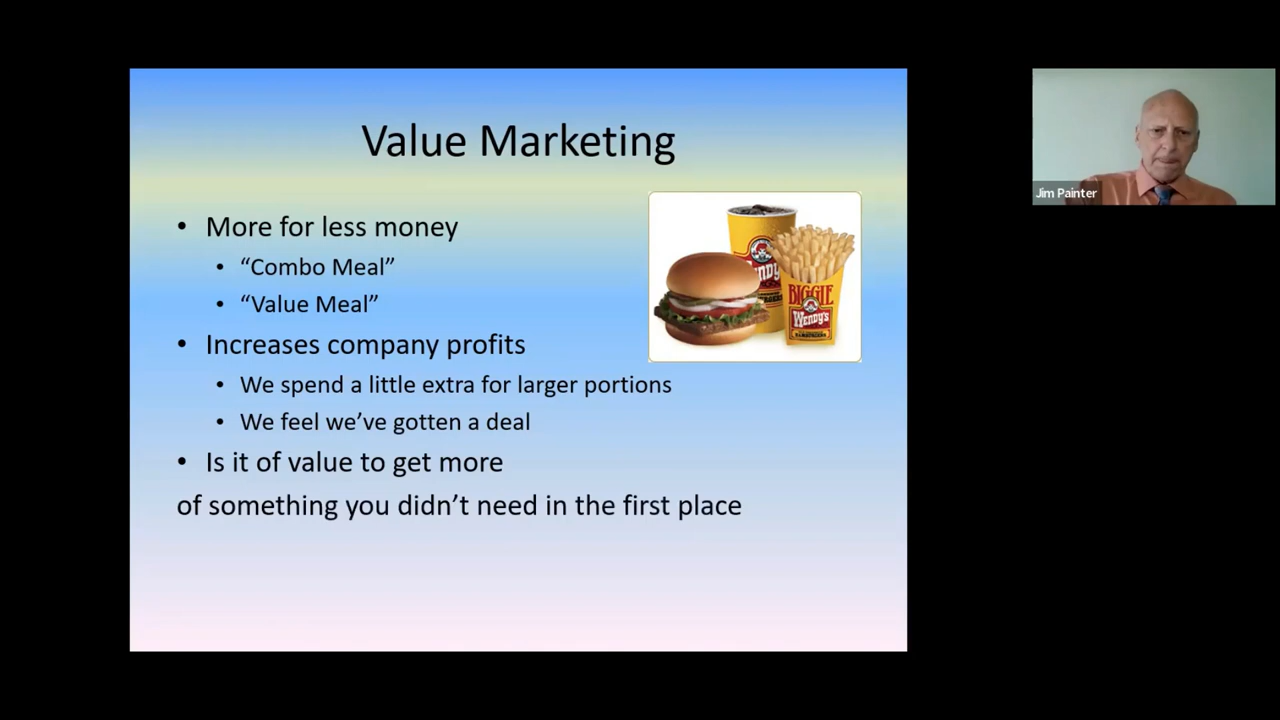 Value Marketing
• More for less money
• “Combo Meal”
• “Value Meal”
• Increases company profits
• We spend a little extra for larger portions
• We feel we’ve gotten a deal
• Is it of value to get more
of something you didn’t need in the first place
BIGGIE
WENDY'S
Jim Painter